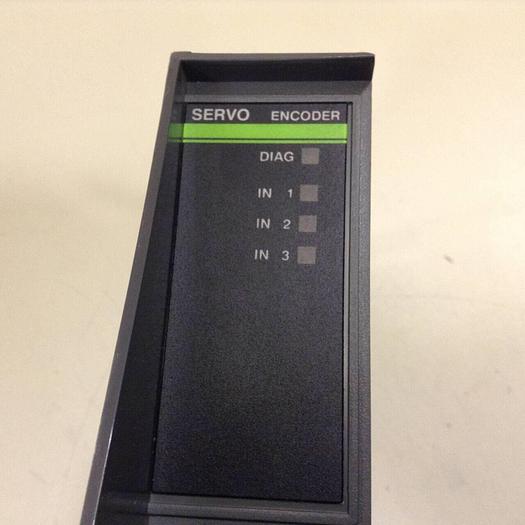 SERVO ENCODER
DIAG
IN 1
IN 2
IN 3